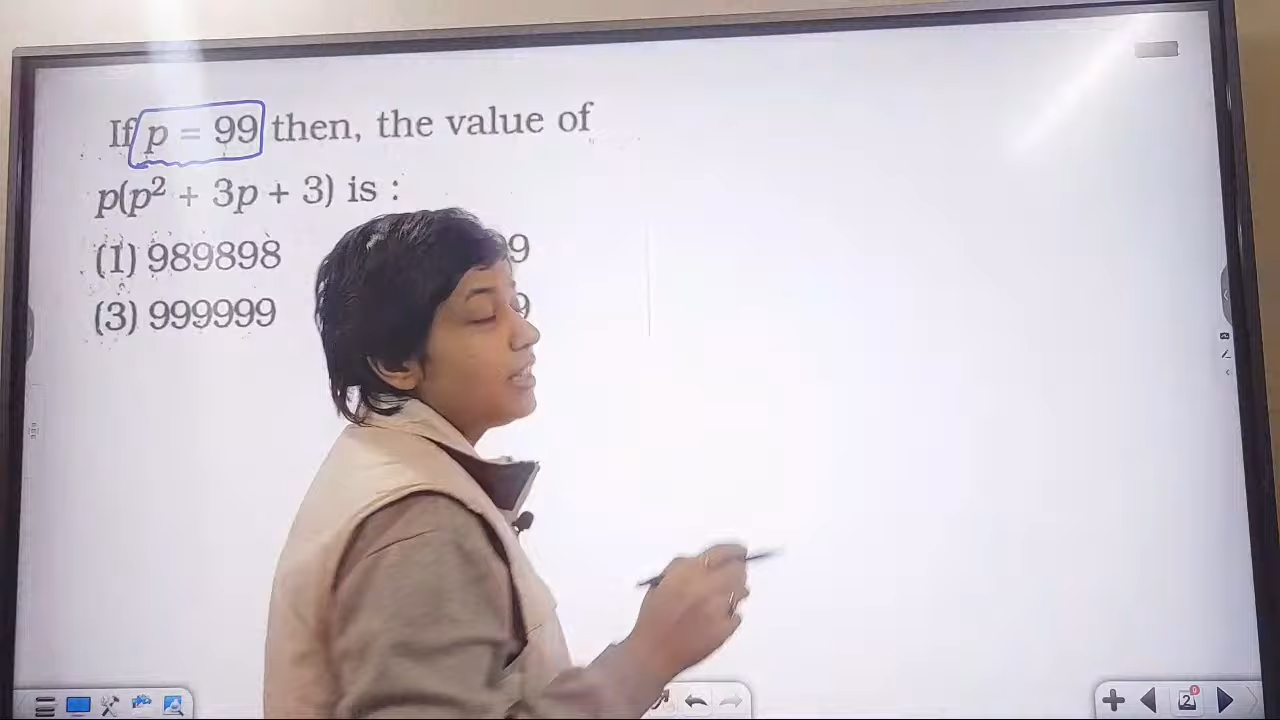 If p = 99 then, the value of
p(p² + 3p + 3) is :
(1) 989898
(3) 999999